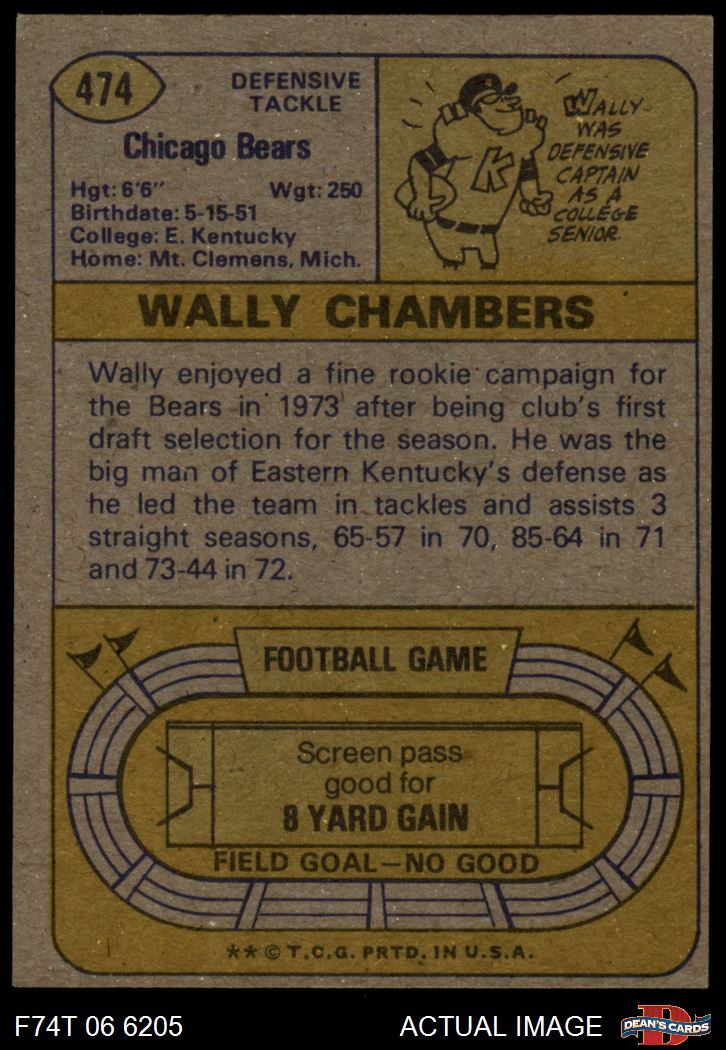 474
DEFENSIVE
TACKLE
Chicago Bears
Hgt: 6'6" Wgt: 250
Birthdate: 5-15-51
College: E. Kentucky
Home: Mt. Clemens, Mich.
K
WALLY
WAS
DEFENSIVE
CAPTAIN
AS A
COLLEGE
SENIOR.
WALLY CHAMBERS
Wally enjoyed a fine rookie campaign for
the Bears in 1973 after being club's first
draft selection for the season. He was the
big man of Eastern Kentucky's defense as
he led the team in tackles and assists 3
straight seasons, 65-57 in 70, 85-64 in 71
and 73-44 in 72.
FOOTBALL GAME
Screen pass
good for
8 YARD GAIN
FIELD GOAL—NO GOOD
** © T.C.G. PRTD. IN U.S.A.
F74T 06 6205
ACTUAL IMAGE
D
DEAN'S CARDS